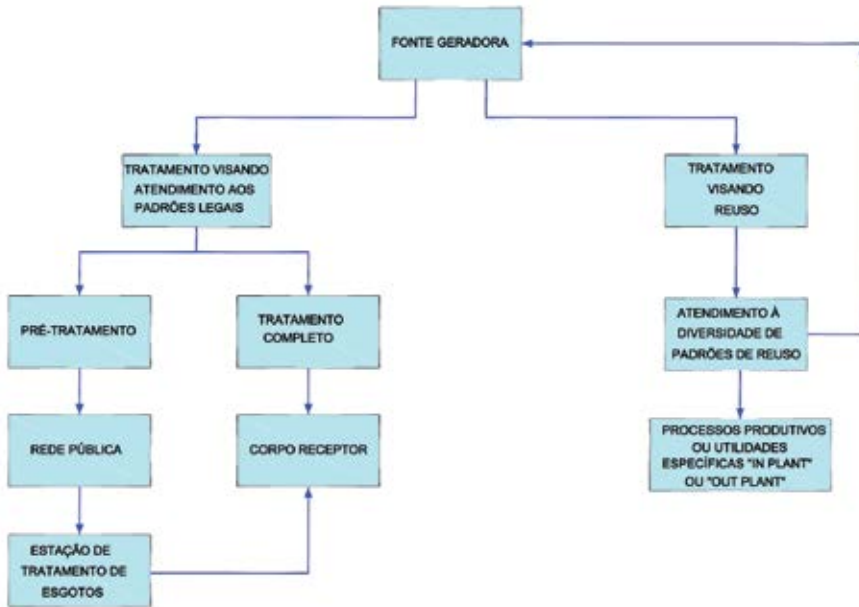 FONTE GERADORA
TRATAMENTO VISANDO
ATENDIMENTO AOS
PADRÕES LEGAIS
TRATAMENTO
VISANDO
REUSO
PRÉ-TRATAMENTO
TRATAMENTO
COMPLETO
ATENDIMENTO À
DIVERSIDADE DE
PADRÕES DE REUSO
REDE PÚBLICA
CORPO RECEPTOR
PROCESSOS PRODUTIVOS
OU UTILIDADES
ESPECÍFICAS "IN PLANT"
OU "OUT PLANT"
ESTAÇÃO DE
TRATAMENTO DE
ESGOTOS